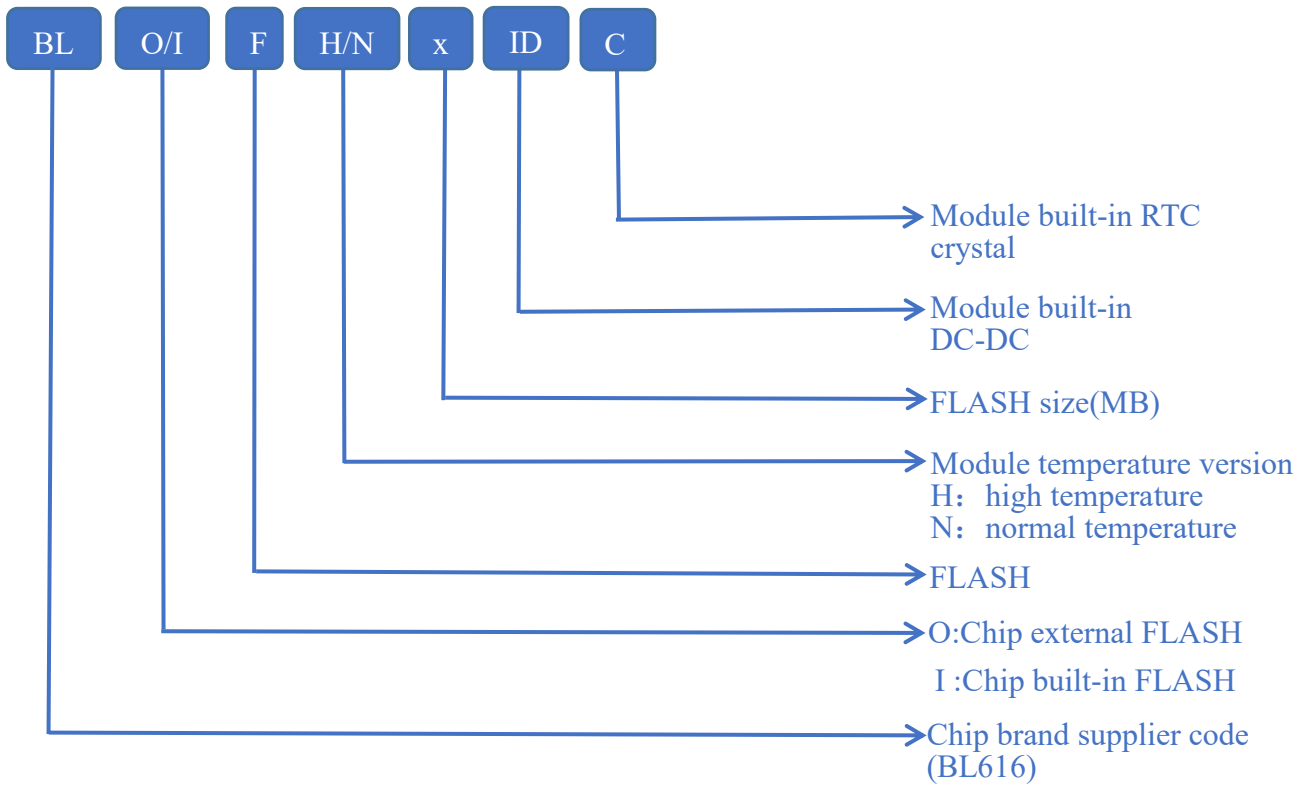 BL O/I F H/N x ID C
Module built-in RTC
crystal
Module built-in
DC-DC
FLASH size(MB)
Module temperature version
H： high temperature
N： normal temperature
FLASH
O:Chip external FLASH
I :Chip built-in FLASH
Chip brand supplier code
(BL616)